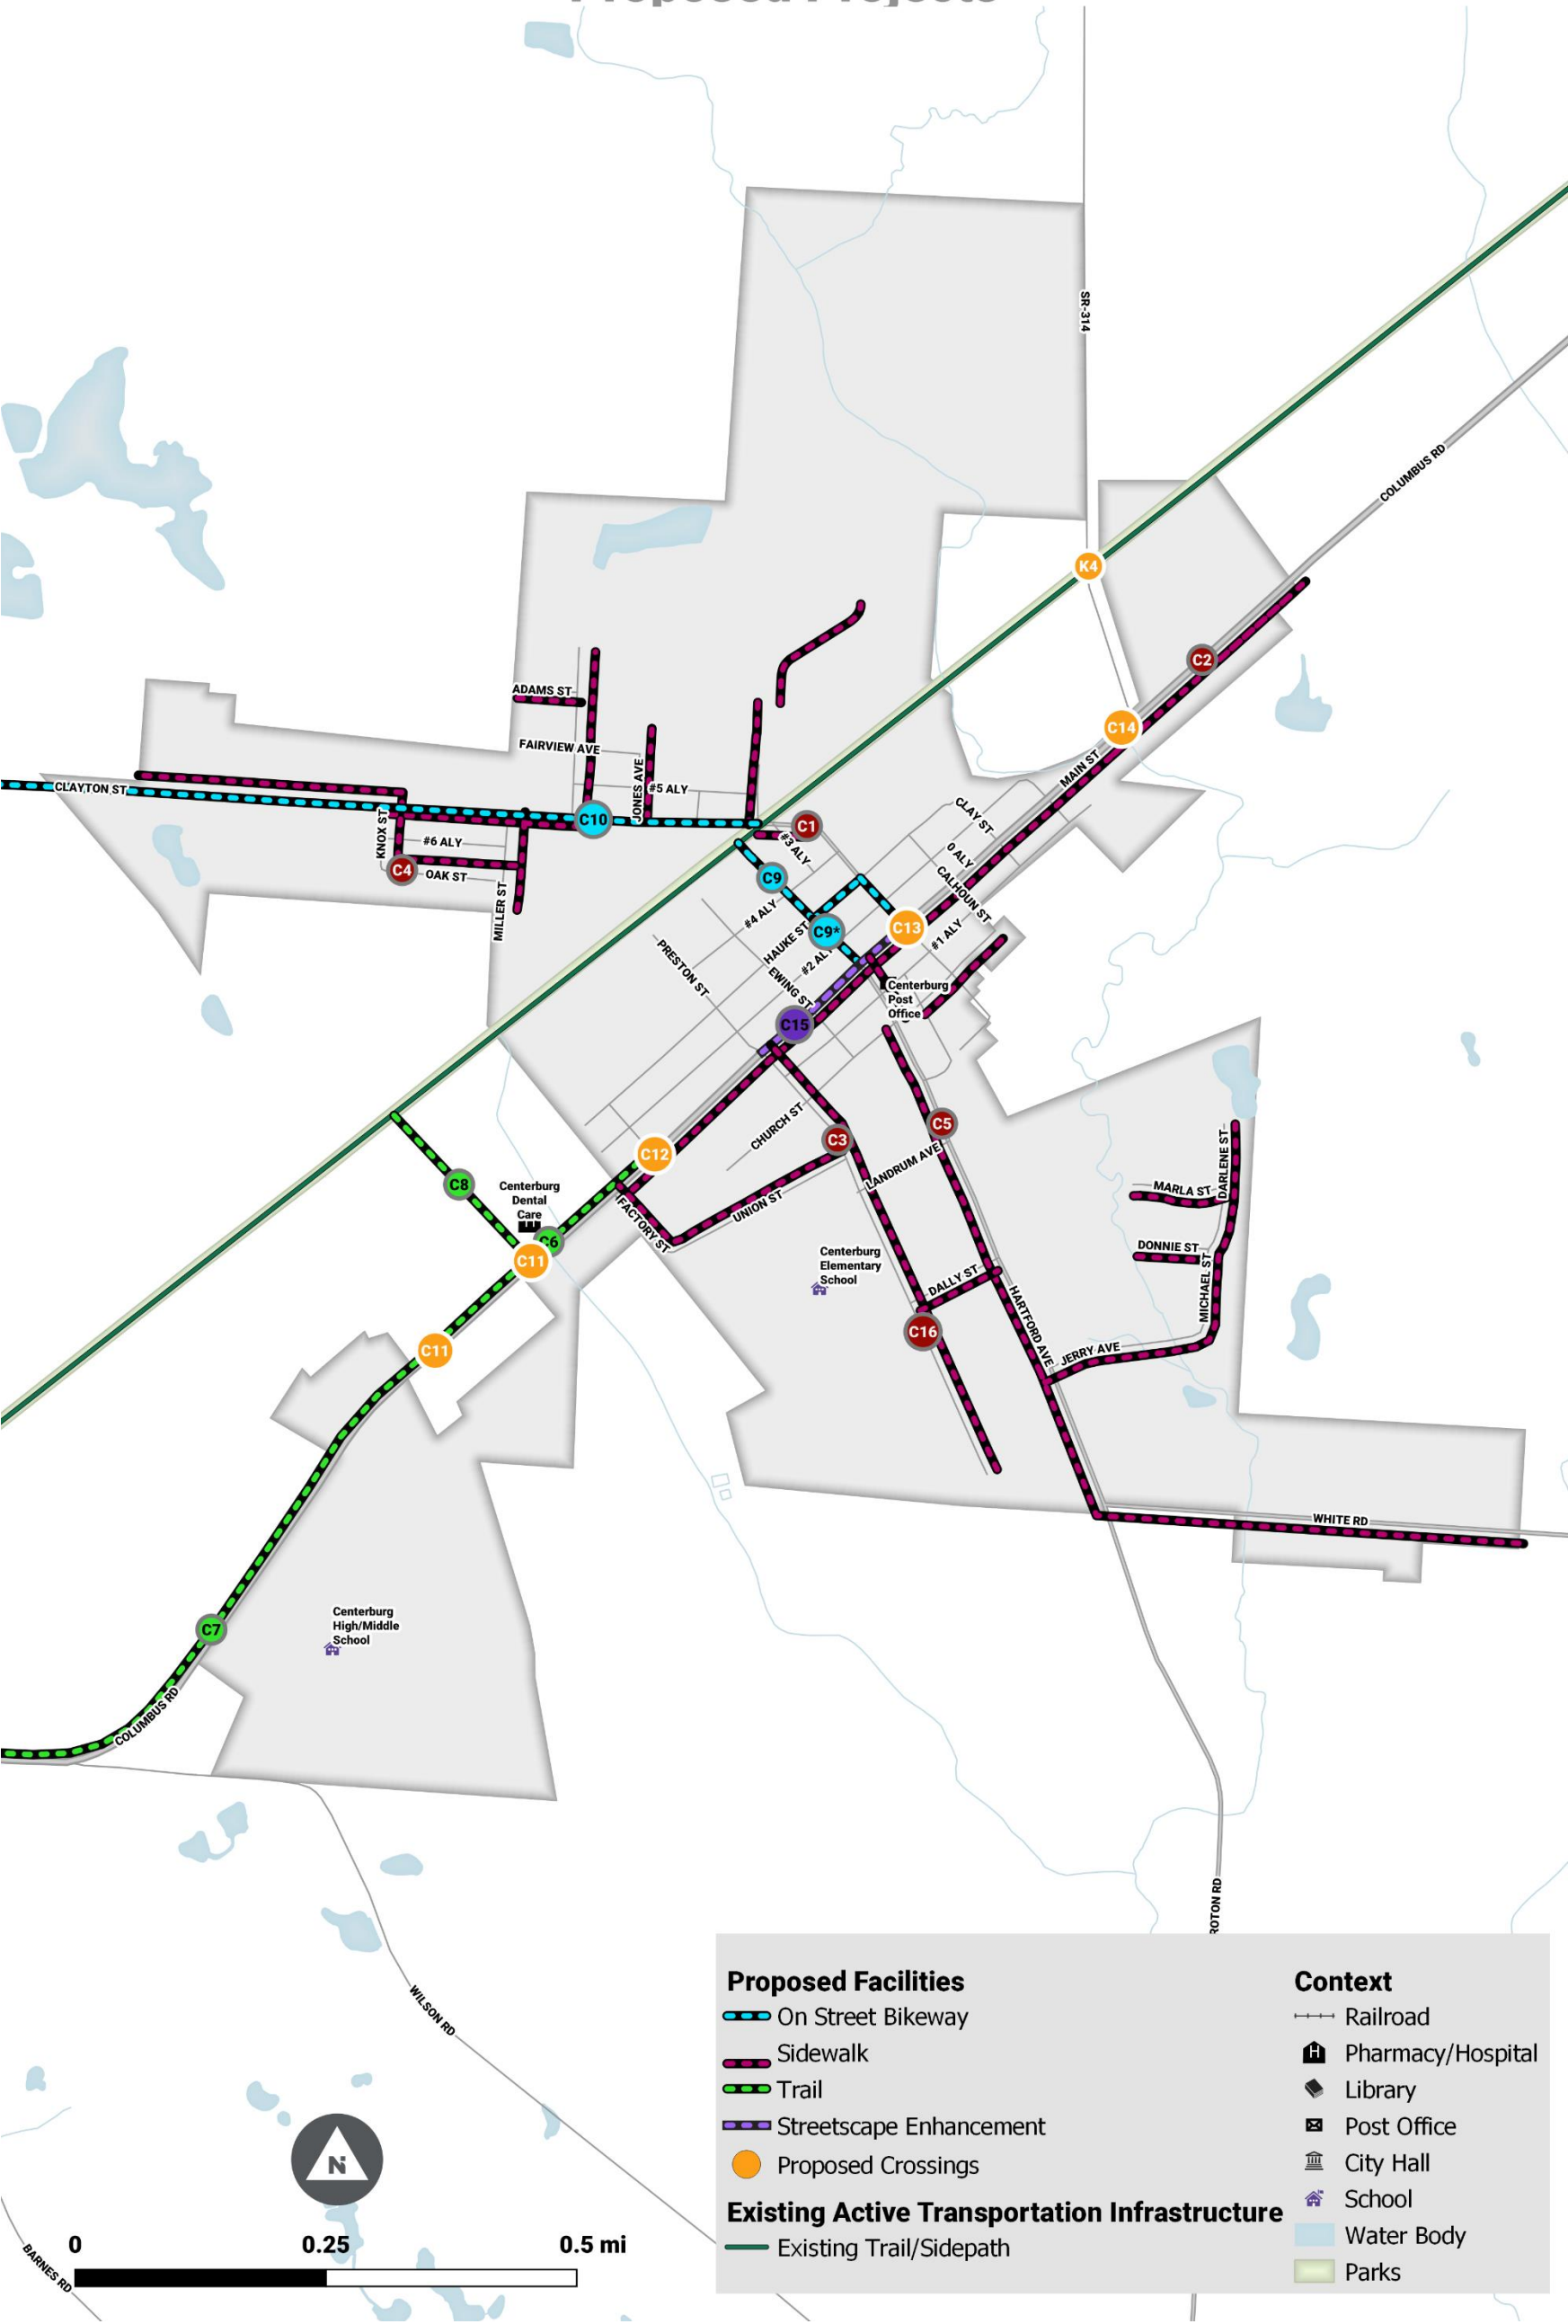 Proposed Projects
SR-314
COLUMBUS RD
K4
C2
ADAMS ST
C14
FAIRVIEW AVE
MAIN ST
JONES AVE
#5 ALY
CLAYTON ST
CLAY ST
C10
C1
KNOX ST
#6 ALY
#3 ALY
0 ALY
C4
OAK ST
C9
CALHOUN ST
MILLER ST
#4 ALY
C9*
C13
HAUKE ST
#1 ALY
#2 ALY
PRESTON ST
EWING ST
Centerburg
Post
Office
C15
CHURCH ST
C5
C3
C12
LANDRUM AVE
DARLENE ST
C8
Centerburg
Dental
Care
MARLA ST
UNION ST
FACTORY ST
C6
DONNIE ST
C11
Centerburg
Elementary
School
DALLY ST
MICHAEL ST
HARTFORD AVE
C16
C11
JERRY AVE
WHITE RD
C7
Centerburg
High/Middle
School
COLUMBUS RD
ROTON RD
WILSON RD
BARNES RD
N
0 0.25 0.5 mi
Proposed Facilities
On Street Bikeway
Sidewalk
Trail
Streetscape Enhancement
Proposed Crossings
Existing Active Transportation Infrastructure
Existing Trail/Sidepath
Context
Railroad
Pharmacy/Hospital
Library
Post Office
City Hall
School
Water Body
Parks